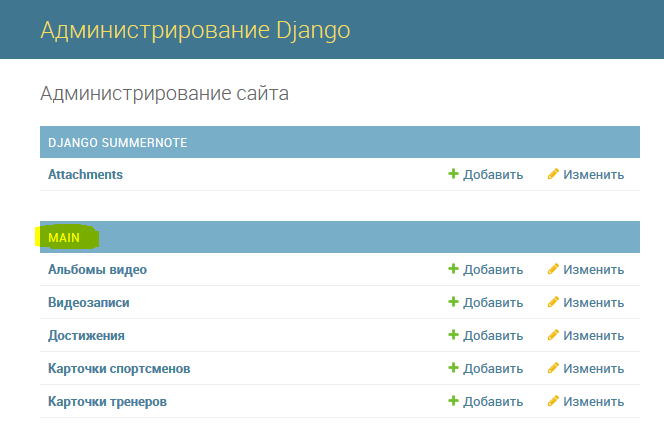 Администрирование Django
Администрирование сайта
DJANGO SUMMERNOTE
Attachments Добавить Изменить
MAIN
Альбомы видео Добавить Изменить
Видеозаписи Добавить Изменить
Достижения Добавить Изменить
Карточки спортсменов Добавить Изменить
Карточки тренеров Добавить Изменить